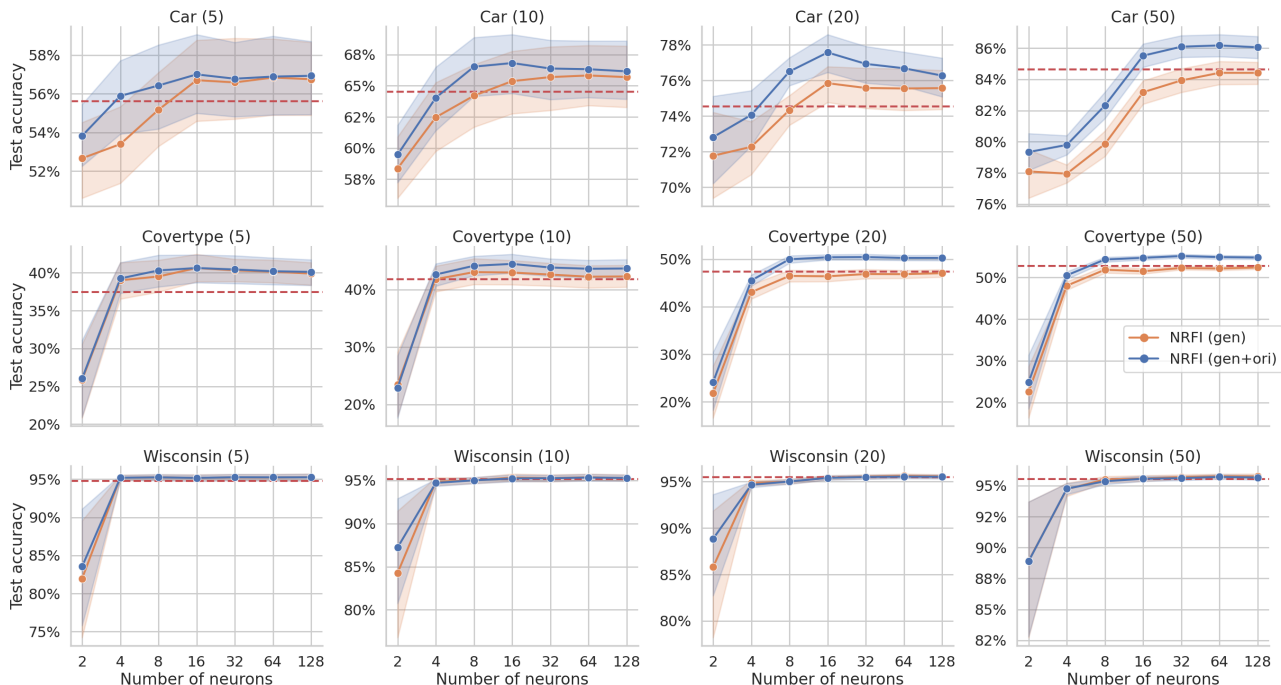 Car (5)
Car (10)
Car (20)
Car (50)
Test accuracy
58%
56%
54%
52%
68%
65%
62%
60%
58%
78%
76%
74%
72%
70%
86%
84%
82%
80%
78%
76%
Covertype (5)
Covertype (10)
Covertype (20)
Covertype (50)
Test accuracy
40%
35%
30%
25%
20%
40%
30%
20%
50%
40%
30%
20%
50%
40%
30%
20%
NRFI (gen)
NRFI (gen+ori)
Wisconsin (5)
Wisconsin (10)
Wisconsin (20)
Wisconsin (50)
Test accuracy
95%
90%
85%
80%
75%
95%
90%
85%
80%
95%
90%
85%
80%
95%
92%
90%
88%
85%
82%
2 4 8 16 32 64 128
2 4 8 16 32 64 128
2 4 8 16 32 64 128
2 4 8 16 32 64 128
Number of neurons
Number of neurons
Number of neurons
Number of neurons